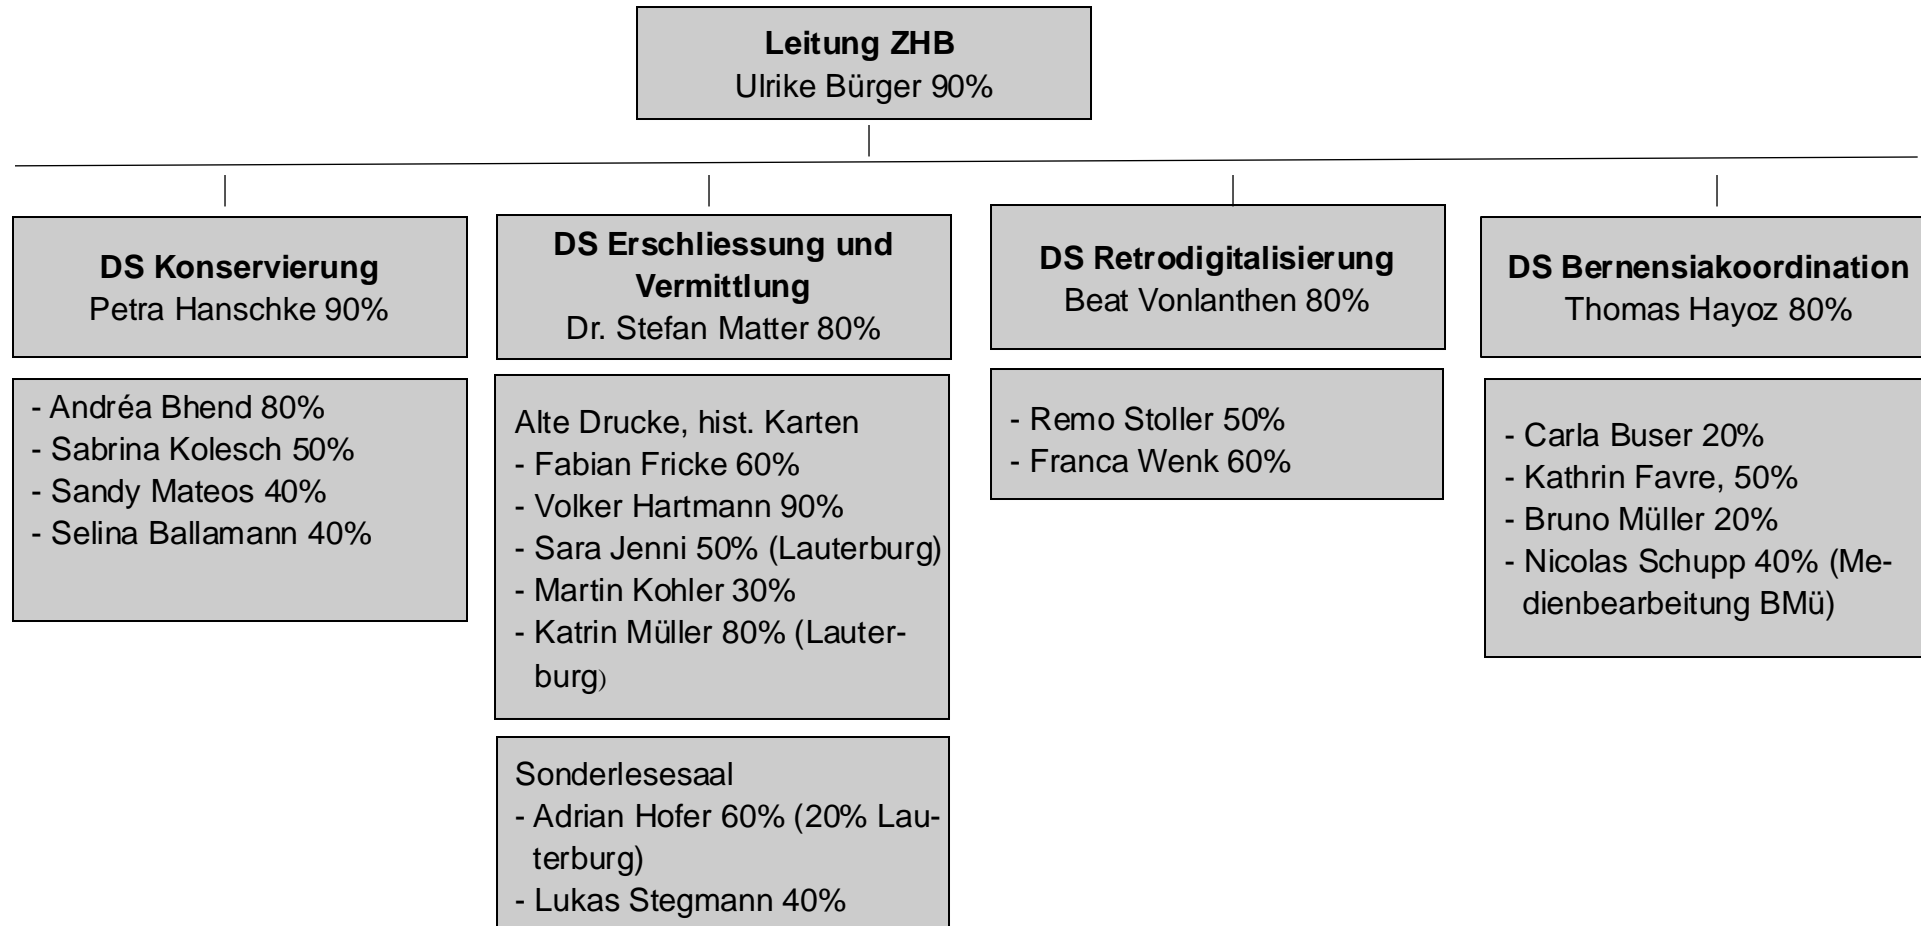 Leitung ZHB
Ulrike Bürger 90%
DS Konservierung
Petra Hanschke 90%
- Andréa Bhend 80%
- Sabrina Kolesch 50%
- Sandy Mateos 40%
- Selina Ballamann 40%
DS Erschliessung und
Vermittlung
Dr. Stefan Matter 80%
Alte Drucke, hist. Karten
- Fabian Fricke 60%
- Volker Hartmann 90%
- Sara Jenni 50% (Lauterburg)
- Martin Kohler 30%
- Katrin Müller 80% (Lauter-
burg)
Sonderlesesaal
- Adrian Hofer 60% (20% Lau-
terburg)
- Lukas Stegmann 40%
DS Retrodigitalisierung
Beat Vonlanthen 80%
- Remo Stoller 50%
- Franca Wenk 60%
DS Bernensiakoordination
Thomas Hayoz 80%
- Carla Buser 20%
- Kathrin Favre, 50%
- Bruno Müller 20%
- Nicolas Schupp 40% (Me-
dienbearbeitung BMü)